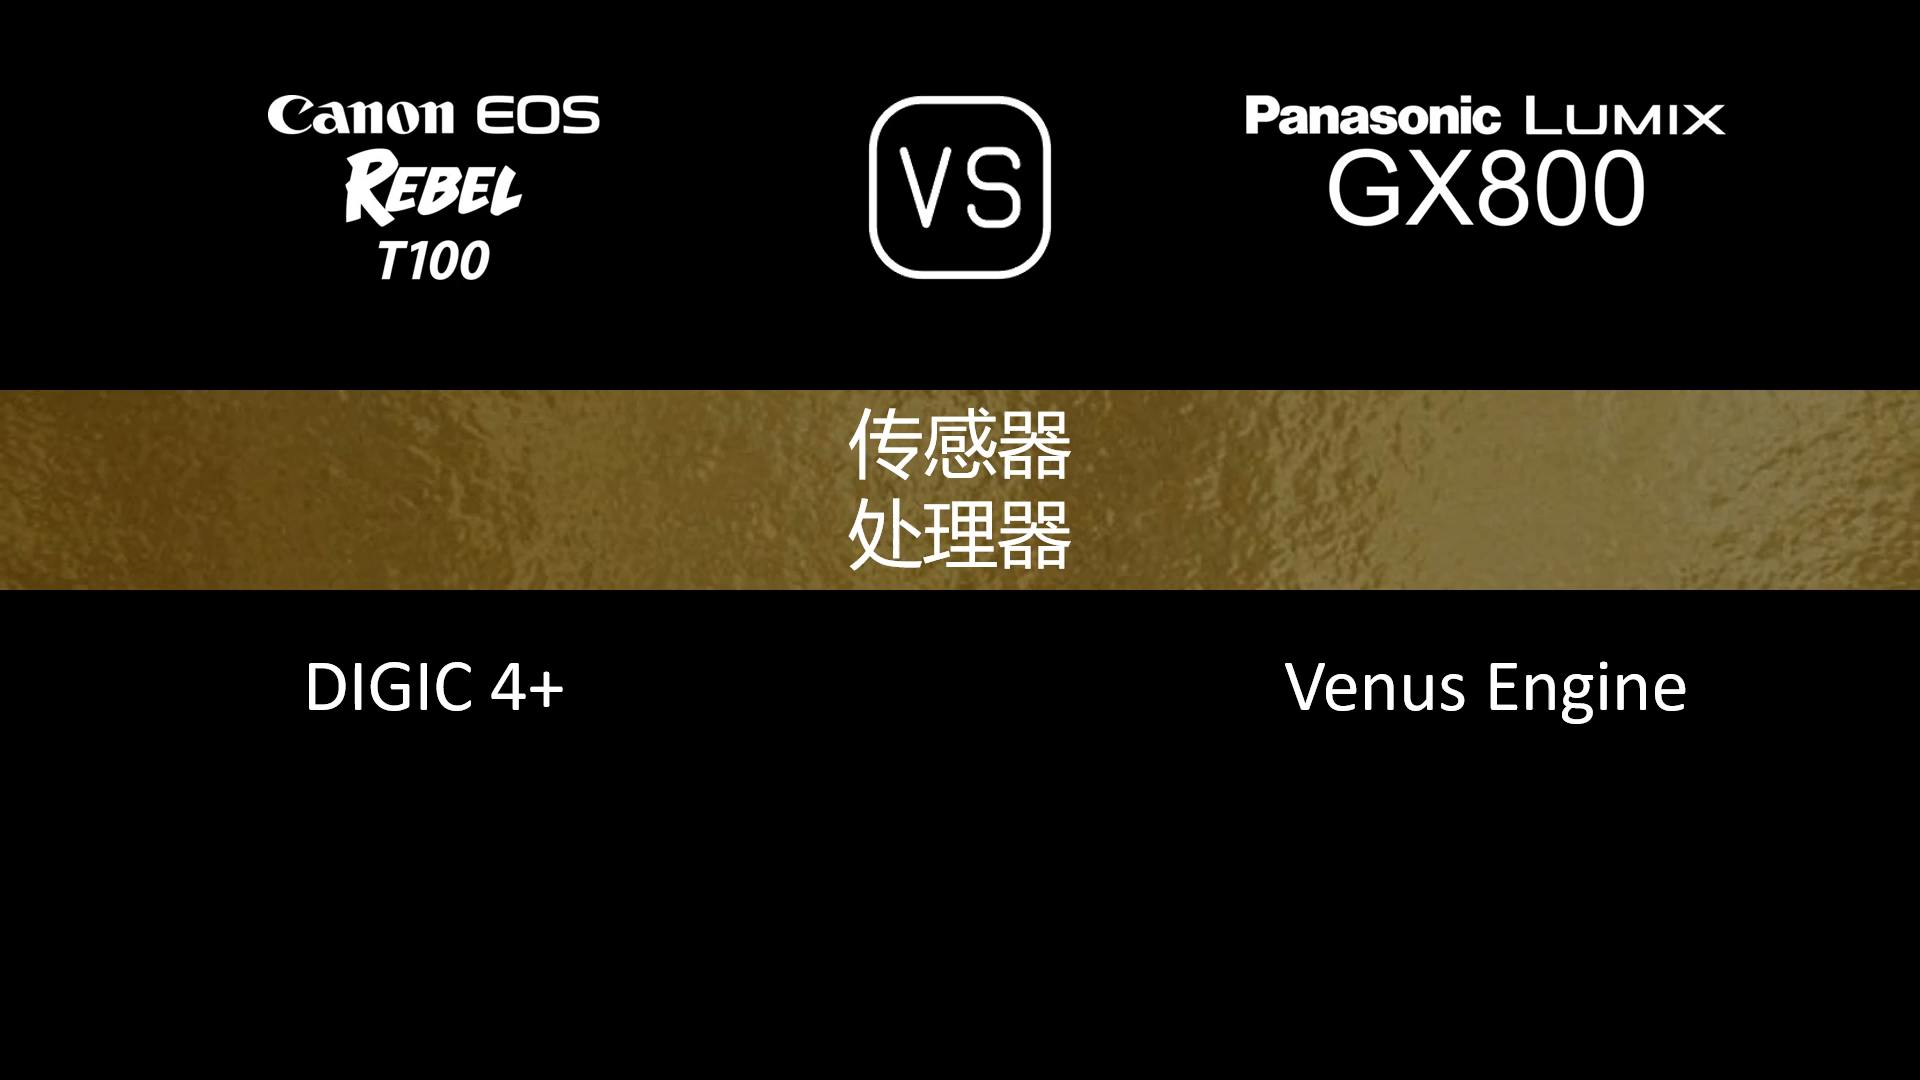 Canon EOS
REBEL
T100
VS
Panasonic LUMIX
GX800
传感器
处理器
DIGIC 4+
Venus Engine